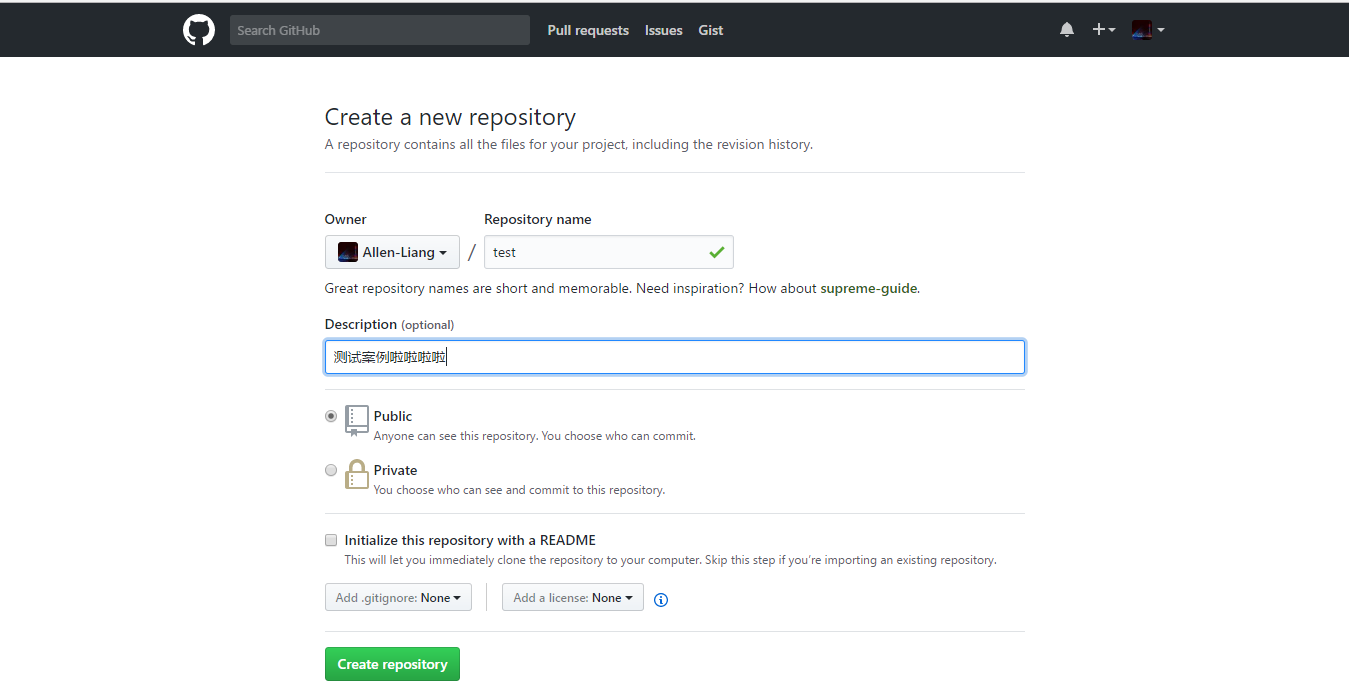 Search GitHub Pull requests Issues Gist
Create a new repository
A repository contains all the files for your project, including the revision history.
Owner Repository name
Allen-Liang / test
Great repository names are short and memorable. Need inspiration? How about supreme-guide.
Description (optional)
测试案例啦啦啦啦
Public
Anyone can see this repository. You choose who can commit.
Private
You choose who can see and commit to this repository.
Initialize this repository with a README
This will let you immediately clone the repository to your computer. Skip this step if you’re importing an existing repository.
Add .gitignore: None Add a license: None
Create repository